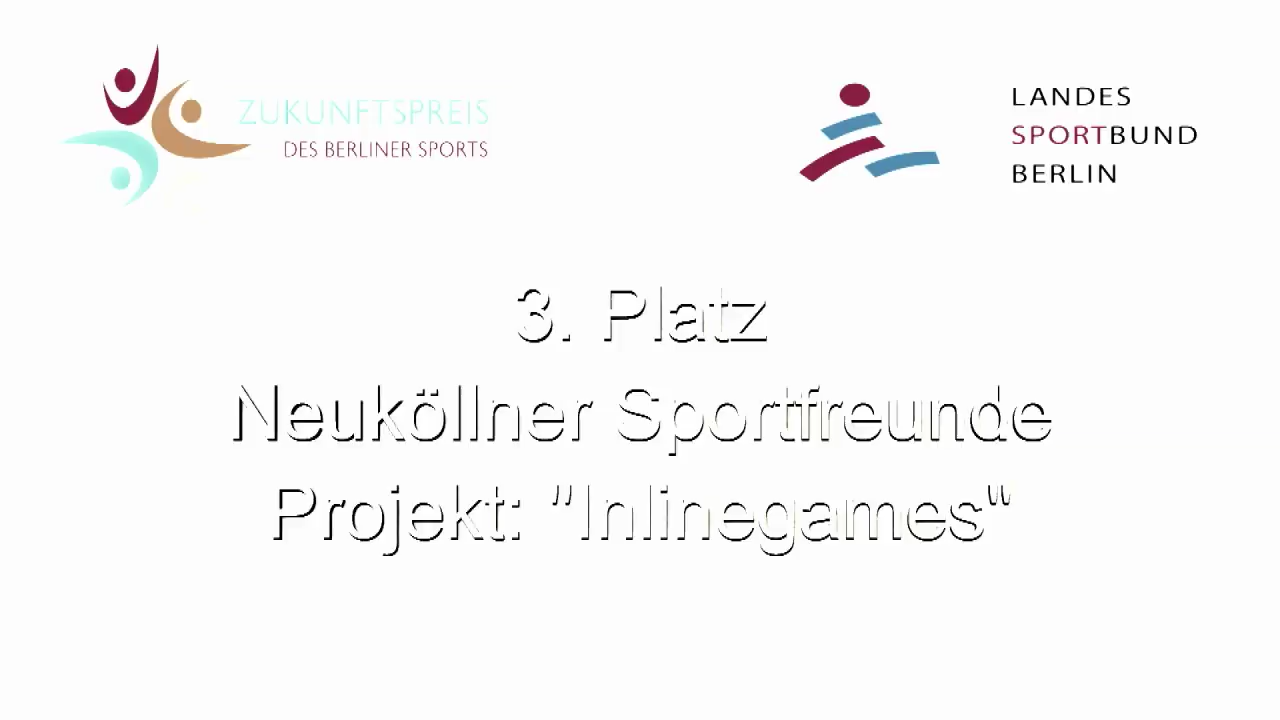 ZUKUNFTSPREIS
DES BERLINER SPORTS
LANDES
SPORTBUND
BERLIN
3. Platz
Neuköllner Sportfreunde
Projekt: "Inlinegames"